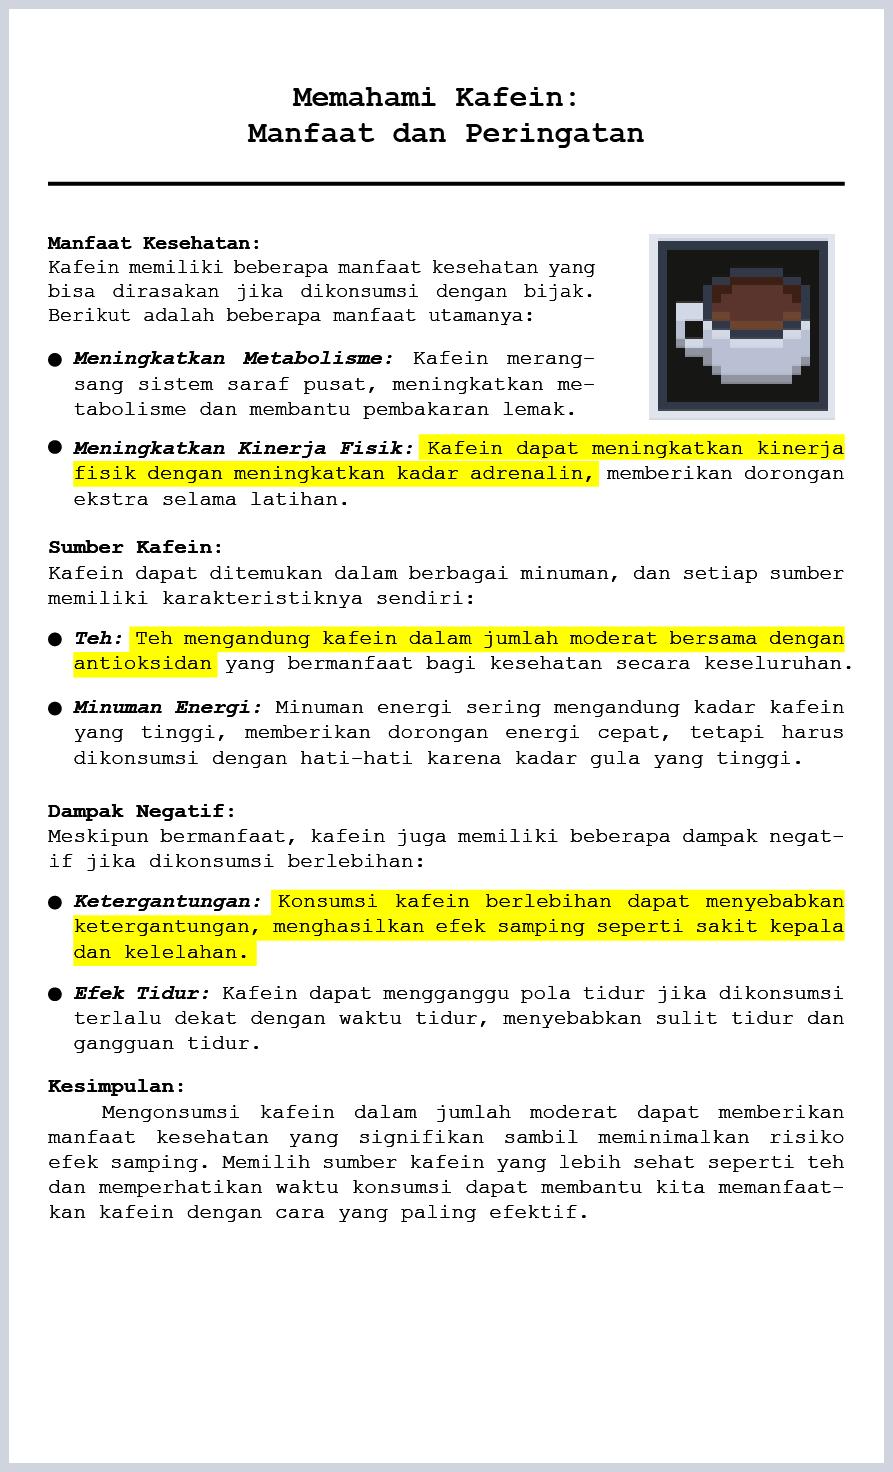 Memahami Kafein:
Manfaat dan Peringatan
Manfaat Kesehatan:
Kafein memiliki beberapa manfaat kesehatan yang
bisa dirasakan jika dikonsumsi dengan bijak.
Berikut adalah beberapa manfaat utamanya:
● Meningkatkan Metabolisme: Kafein merang-
sang sistem saraf pusat, meningkatkan me-
tabolisme dan membantu pembakaran lemak.
● Meningkatkan Kinerja Fisik: Kafein dapat meningkatkan kinerja
fisik dengan meningkatkan kadar adrenalin, memberikan dorongan
ekstra selama latihan.
Sumber Kafein:
Kafein dapat ditemukan dalam berbagai minuman, dan setiap sumber
memiliki karakteristiknya sendiri:
● Teh: Teh mengandung kafein dalam jumlah moderat bersama dengan
antioksidan yang bermanfaat bagi kesehatan secara keseluruhan.
● Minuman Energi: Minuman energi sering mengandung kadar kafein
yang tinggi, memberikan dorongan energi cepat, tetapi harus
dikonsumsi dengan hati-hati karena kadar gula yang tinggi.
Dampak Negatif:
Meskipun bermanfaat, kafein juga memiliki beberapa dampak negat-
if jika dikonsumsi berlebihan:
● Ketergantungan: Konsumsi kafein berlebihan dapat menyebabkan
ketergantungan, menghasilkan efek samping seperti sakit kepala
dan kelelahan.
● Efek Tidur: Kafein dapat mengganggu pola tidur jika dikonsumsi
terlalu dekat dengan waktu tidur, menyebabkan sulit tidur dan
gangguan tidur.
Kesimpulan:
Mengonsumsi kafein dalam jumlah moderat dapat memberikan
manfaat kesehatan yang signifikan sambil meminimalkan risiko
efek samping. Memilih sumber kafein yang lebih sehat seperti teh
dan memperhatikan waktu konsumsi dapat membantu kita memanfaat-
kan kafein dengan cara yang paling efektif.